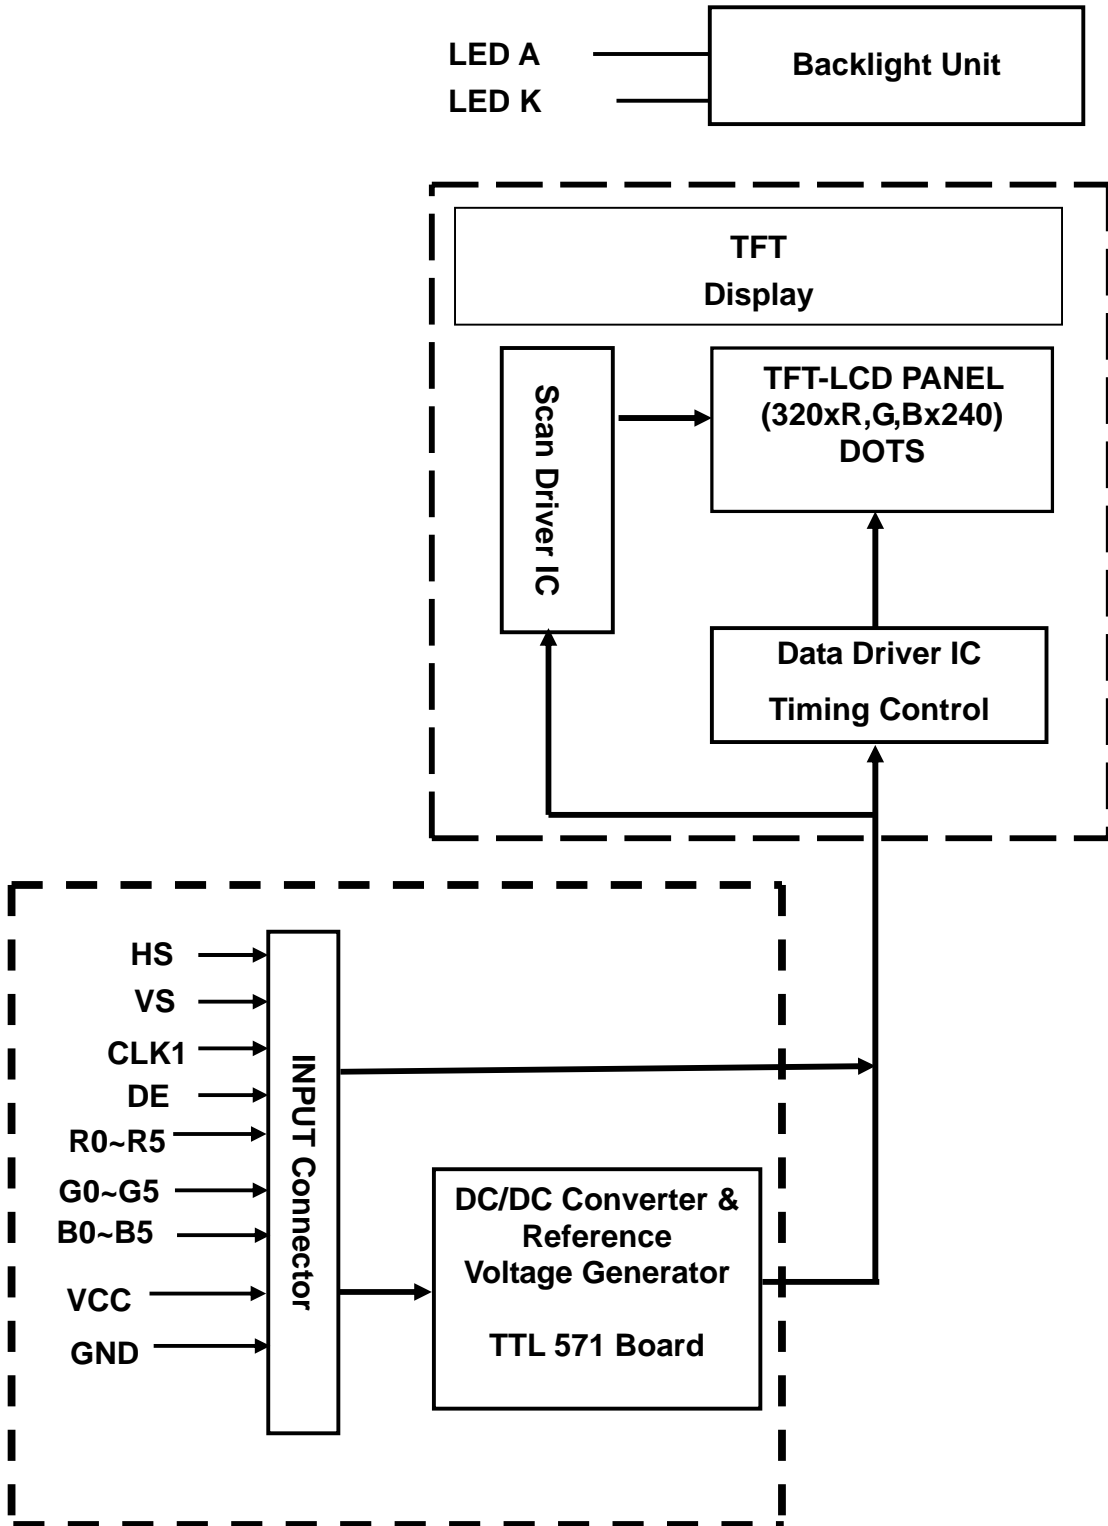 LED A
LED K
Backlight Unit
TFT
Display
Scan Driver IC
TFT-LCD PANEL
(320xR,G,Bx240)
DOTS
Data Driver IC
Timing Control
HS
VS
CLK1
DE
R0~R5
G0~G5
B0~B5
VCC
GND
INPUT Connector
DC/DC Converter &
Reference
Voltage Generator
TTL 571 Board